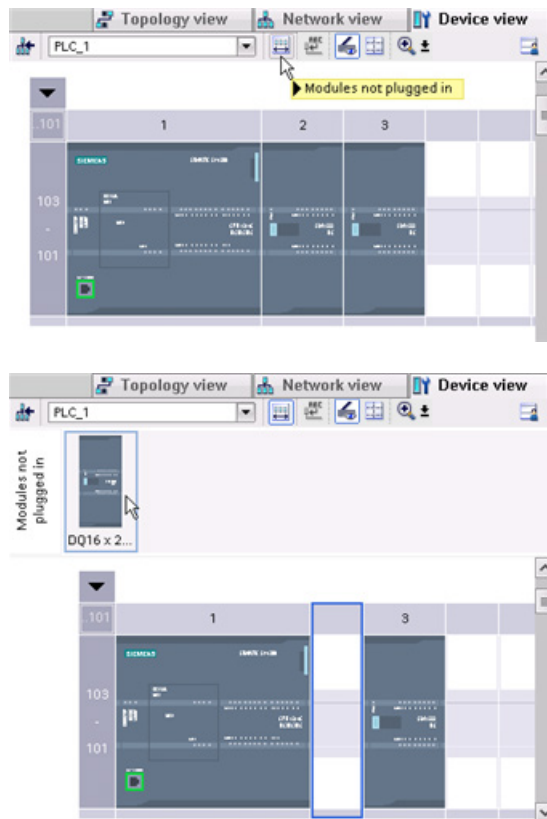 Topology view Network view Device view
PLC_1
Modules not plugged in
..101 1 2 3
SIEMENS
103
-
101
Topology view Network view Device view
PLC_1
Modules not
plugged in
DQ16 x 2...
..101 1 3
SIEMENS
103
-
101